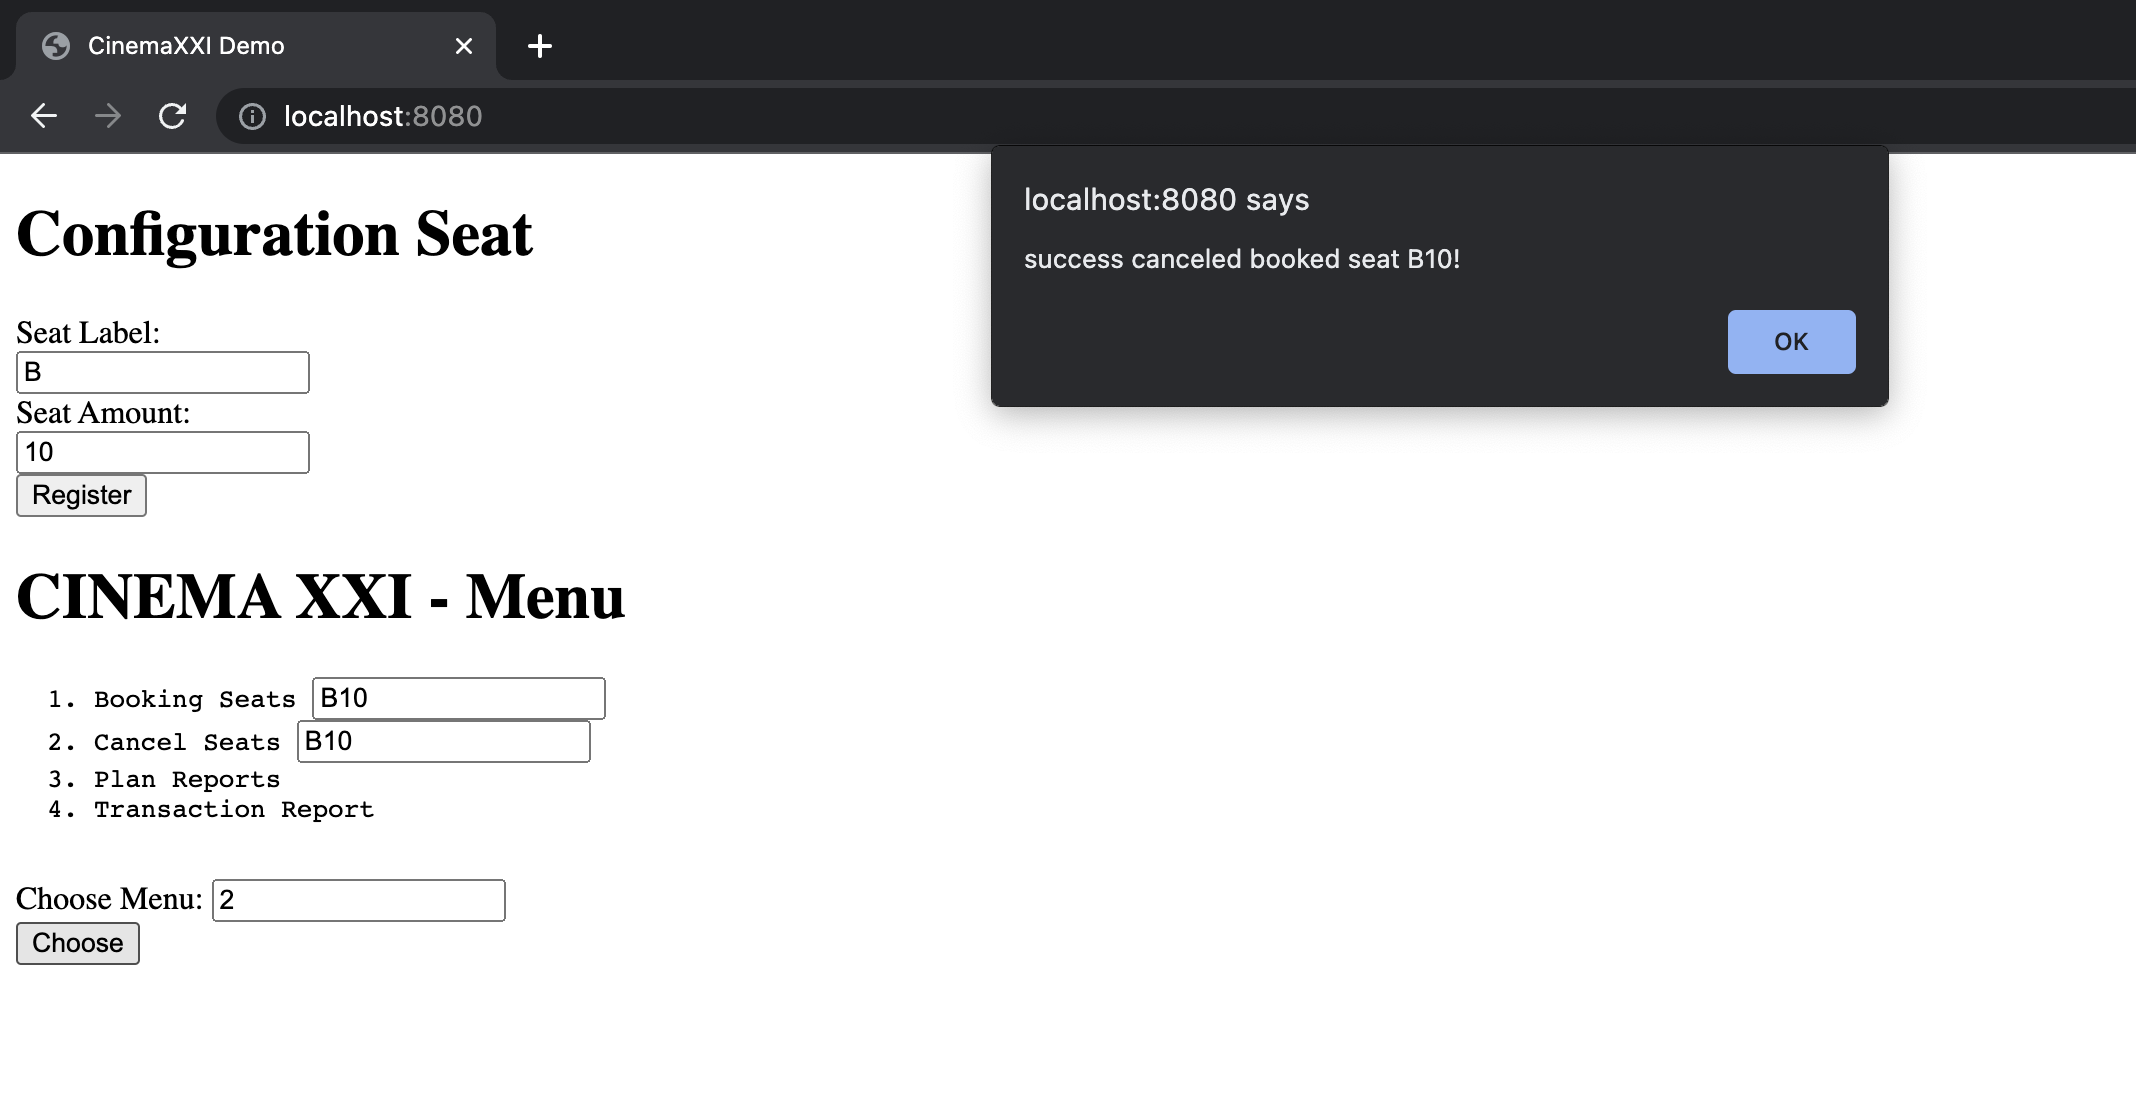 CinemaXXI Demo
localhost:8080
localhost:8080 says
success canceled booked seat B10!
OK
Configuration Seat
Seat Label:
B
Seat Amount:
10
Register
CINEMA XXI - Menu
1. Booking Seats B10
2. Cancel Seats B10
3. Plan Reports
4. Transaction Report
Choose Menu: 2
Choose